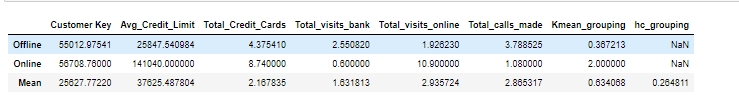 Customer Key Avg_Credit_Limit Total_Credit_Cards Total_visits_bank Total_visits_online Total_calls_made Kmean_grouping hc_grouping
Offline 55012.97541 25847.540984 4.375410 2.550820 1.926230 3.788525 0.367213 NaN
Online 56708.76000 141040.000000 8.740000 0.600000 10.900000 1.080000 2.000000 NaN
Mean 25627.77220 37625.487804 2.167835 1.631813 2.935724 2.865317 0.634068 0.264811